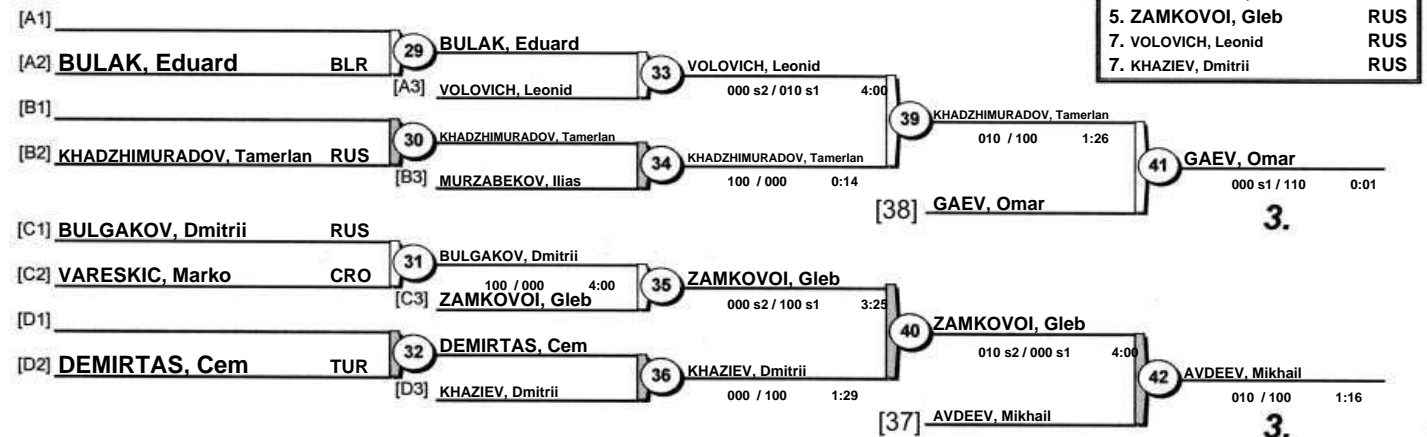 [A1]
[A2] BULAK, Eduard BLR
29
BULAK, Eduard
[A3] VOLOVICH, Leonid
33
VOLOVICH, Leonid
000 s2 / 010 s1 4:00
[B1]
[B2] KHADZHIMURADOV, Tamerlan RUS
30
KHADZHIMURADOV, Tamerlan
[B3] MURZABEKOV, Ilias
34
KHADZHIMURADOV, Tamerlan
100 / 000 0:14
39
KHADZHIMURADOV, Tamerlan
010 / 100 1:26
[38] GAEV, Omar
41
GAEV, Omar
000 s1 / 110 0:01
3.
[C1] BULGAKOV, Dmitrii RUS
[C2] VARESKIC, Marko CRO
31
BULGAKOV, Dmitrii
100 / 000 4:00
[C3] ZAMKOVOI, Gleb
35
ZAMKOVOI, Gleb
000 s2 / 100 s1 3:25
[D1]
[D2] DEMIRTAS, Cem TUR
32
DEMIRTAS, Cem
[D3] KHAZIEV, Dmitrii
36
KHAZIEV, Dmitrii
000 / 100 1:29
40
ZAMKOVOI, Gleb
010 s2 / 000 s1 4:00
[37] AVDEEV, Mikhail
42
AVDEEV, Mikhail
010 / 100 1:16
3.
5. ZAMKOVOI, Gleb RUS
7. VOLOVICH, Leonid RUS
7. KHAZIEV, Dmitrii RUS